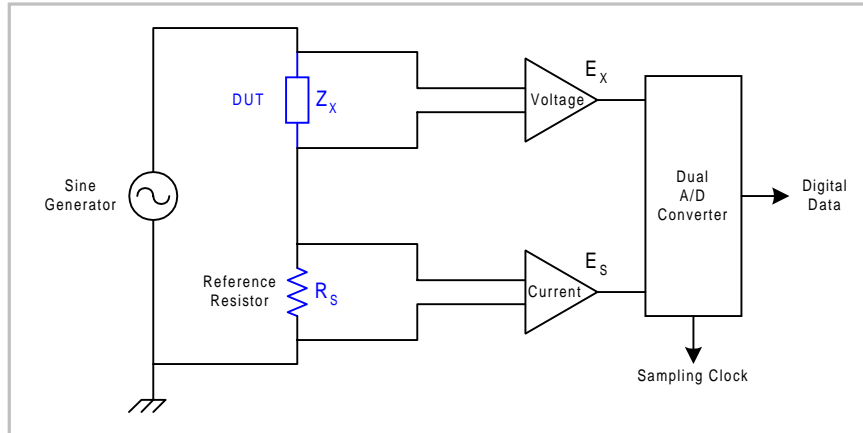 E_X
DUT
Z_X
Voltage
Dual
A/D
Converter
Sine
Generator
Digital
Data
Reference
Resistor
R_S
E_S
Current
Sampling Clock